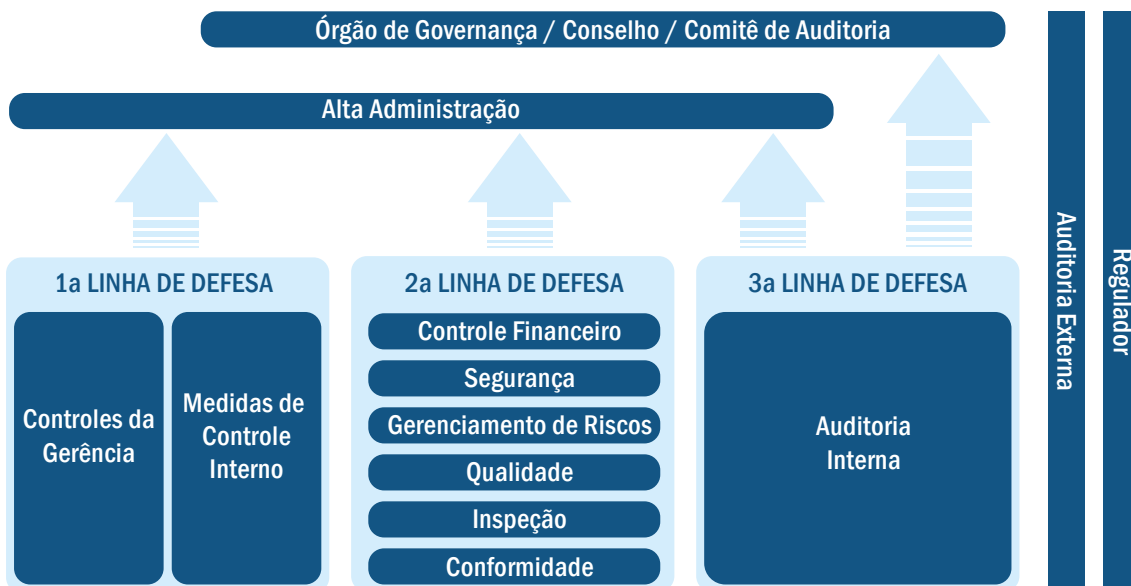 Órgão de Governança / Conselho / Comitê de Auditoria
Alta Administração
1a LINHA DE DEFESA
Controles da
Gerência
Medidas de
Controle
Interno
2a LINHA DE DEFESA
Controle Financeiro
Segurança
Gerenciamento de Riscos
Qualidade
Inspeção
Conformidade
3a LINHA DE DEFESA
Auditoria
Interna
Auditoria Externa
Regulador